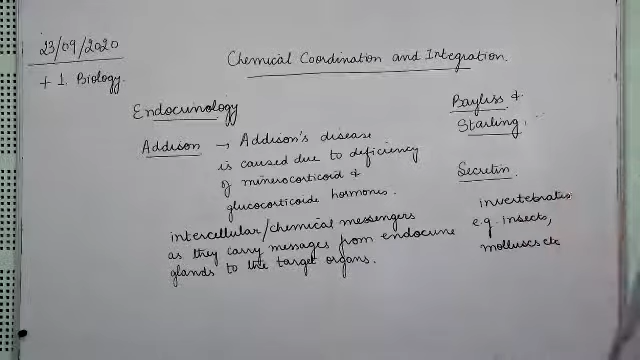 23/09/2020
+1 Biology.
Chemical Coordination and Integration.
Endocrinology
Addison → Addison's disease
is caused due to deficiency
of minerocorticoid &
glucocorticoide hormones.
intercellular/chemical messengers
as they carry messages from endocrine
glands to the target organs.
Bayliss &
Starling.
Secretin.
invertebrates
e.g. insects,
molluscs etc